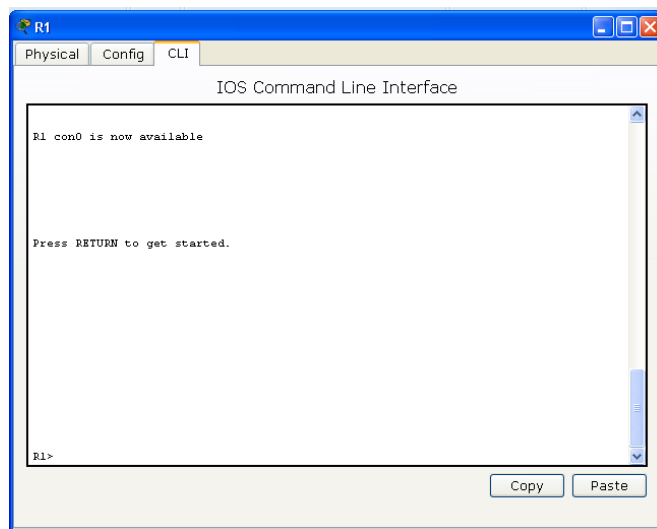 R1
Physical Config CLI
IOS Command Line Interface
R1 con0 is now available
Press RETURN to get started.
R1>
Copy Paste